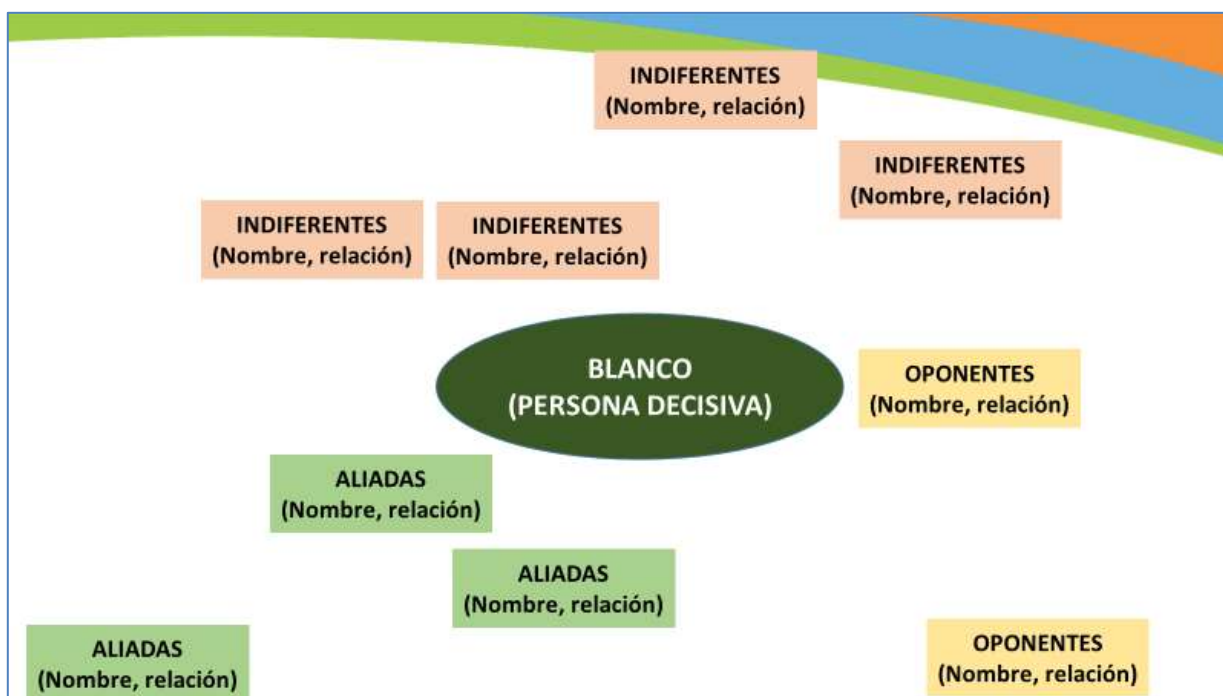 INDIFERENTES
(Nombre, relación)
INDIFERENTES
(Nombre, relación)
INDIFERENTES
(Nombre, relación)
INDIFERENTES
(Nombre, relación)
BLANCO
(PERSONA DECISIVA)
OPONENTES
(Nombre, relación)
ALIADAS
(Nombre, relación)
ALIADAS
(Nombre, relación)
ALIADAS
(Nombre, relación)
OPONENTES
(Nombre, relación)